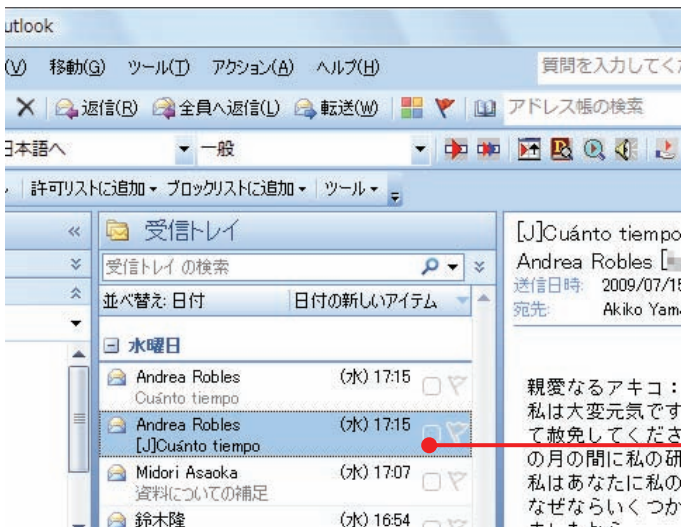 utlook
(V) 移動(G) ツール(T) アクション(A) ヘルプ(H) 質問を入力してく
返信(R) 全員へ返信(L) 転送(W) アドレス帳の検索
日本語へ 一般
許可リストに追加 ブロックリストに追加 ツール
受信トレイ
受信トレイ の検索
並べ替え: 日付 日付の新しいアイテム
水曜日
Andrea Robles (水) 17:15
Cuánto tiempo
Andrea Robles (水) 17:15
[J]Cuánto tiempo
Midori Asaoka (水) 17:07
資料についての補足
鈴木隆 (水) 16:54
[J]Cuánto tiempo
Andrea Robles [
送信日時: 2009/07/15
宛先: Akiko Yam
親愛なるアキコ:
私は大変元気です
て赦免してくださ
の月の間に私の研
私はあなたに私の
なぜならいくつか